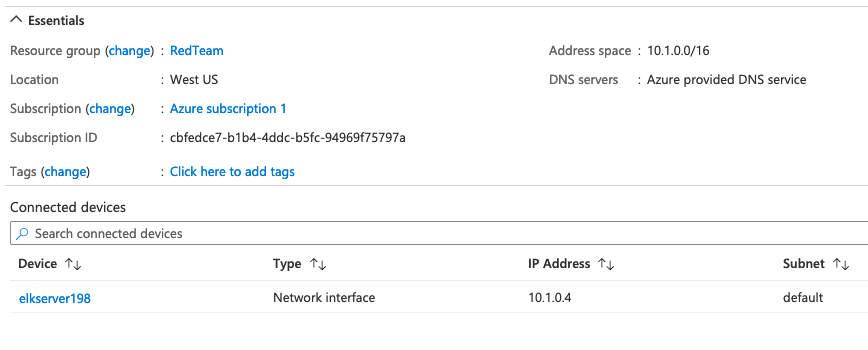 Essentials
Resource group (change) : RedTeam
Address space : 10.1.0.0/16
Location : West US
DNS servers : Azure provided DNS service
Subscription (change) : Azure subscription 1
Subscription ID : cbfedce7-b1b4-4ddc-b5fc-94969f75797a
Tags (change) : Click here to add tags
Connected devices
Search connected devices
Device ↑↓ Type ↑↓ IP Address ↑↓ Subnet ↑↓
elkserver198 Network interface 10.1.0.4 default